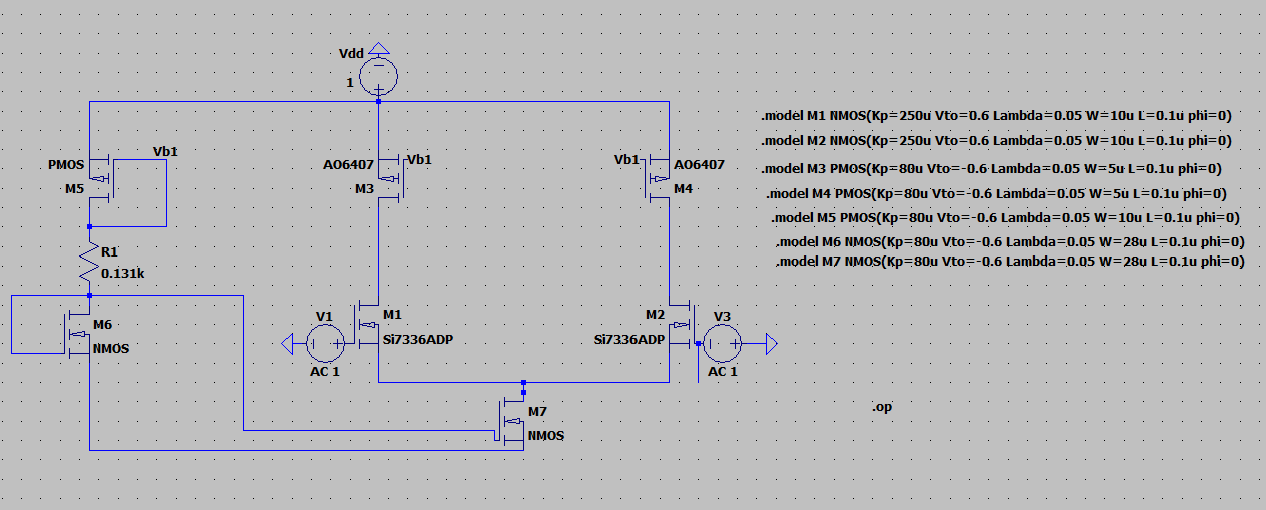 Vdd
1
PMOS
Vb1
M5
AO6407
Vb1
M3
Vb1
AO6407
M4
R1
0.131k
M6
NMOS
V1
AC 1
M1
Si7336ADP
M2
Si7336ADP
V3
AC 1
M7
NMOS
.model M1 NMOS(Kp=250u Vto=0.6 Lambda=0.05 W=10u L=0.1u phi=0)
.model M2 NMOS(Kp=250u Vto=0.6 Lambda=0.05 W=10u L=0.1u phi=0)
.model M3 PMOS(Kp=80u Vto=-0.6 Lambda=0.05 W=5u L=0.1u phi=0)
.model M4 PMOS(Kp=80u Vto=-0.6 Lambda=0.05 W=5u L=0.1u phi=0)
.model M5 PMOS(Kp=80u Vto=-0.6 Lambda=0.05 W=10u L=0.1u phi=0)
.model M6 NMOS(Kp=80u Vto=-0.6 Lambda=0.05 W=28u L=0.1u phi=0)
.model M7 NMOS(Kp=80u Vto=-0.6 Lambda=0.05 W=28u L=0.1u phi=0)
.op